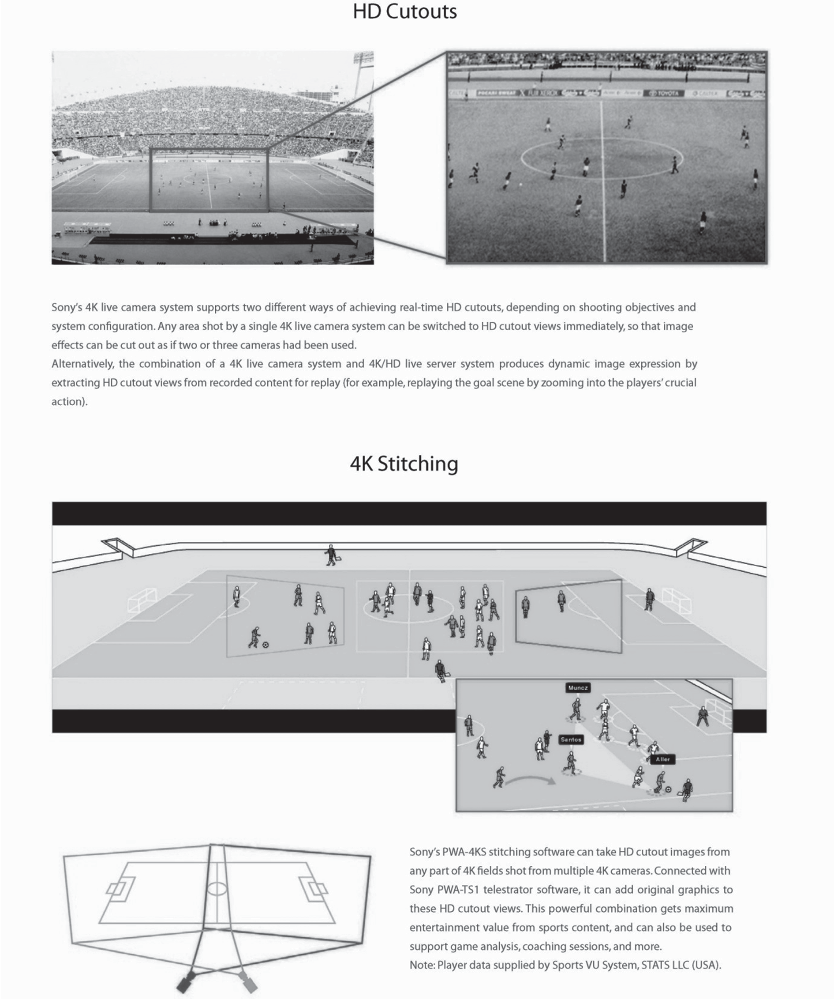 HD Cutouts
CALTEX POCARI SWEAT FUJI XEROX Carlsberg TOYOTA CALTEX
Sony's 4K live camera system supports two different ways of achieving real-time HD cutouts, depending on shooting objectives and
system configuration. Any area shot by a single 4K live camera system can be switched to HD cutout views immediately, so that image
effects can be cut out as if two or three cameras had been used.
Alternatively, the combination of a 4K live camera system and 4K/HD live server system produces dynamic image expression by
extracting HD cutout views from recorded content for replay (for example, replaying the goal scene by zooming into the players' crucial
action).
4K Stitching
Munoz
Santos
Aller
Sony's PWA-4KS stitching software can take HD cutout images from
any part of 4K fields shot from multiple 4K cameras. Connected with
Sony PWA-TS1 telestrator software, it can add original graphics to
these HD cutout views. This powerful combination gets maximum
entertainment value from sports content, and can also be used to
support game analysis, coaching sessions, and more.
Note: Player data supplied by Sports VU System, STATS LLC (USA).